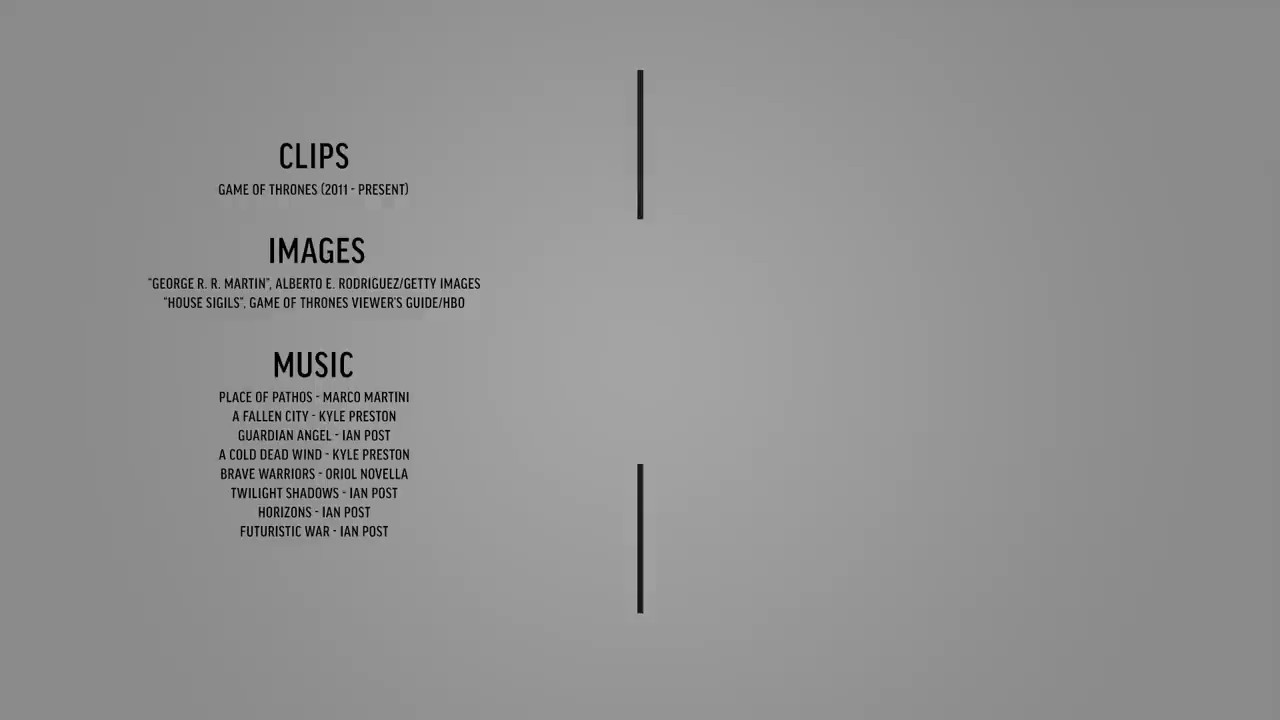 CLIPS
GAME OF THRONES (2011 - PRESENT)
IMAGES
"GEORGE R. R. MARTIN", ALBERTO E. RODRIGUEZ/GETTY IMAGES
"HOUSE SIGILS", GAME OF THRONES VIEWER'S GUIDE/HBO
MUSIC
PLACE OF PATHOS - MARCO MARTINI
A FALLEN CITY - KYLE PRESTON
GUARDIAN ANGEL - IAN POST
A COLD DEAD WIND - KYLE PRESTON
BRAVE WARRIORS - ORIOL NOVELLA
TWILIGHT SHADOWS - IAN POST
HORIZONS - IAN POST
FUTURISTIC WAR - IAN POST